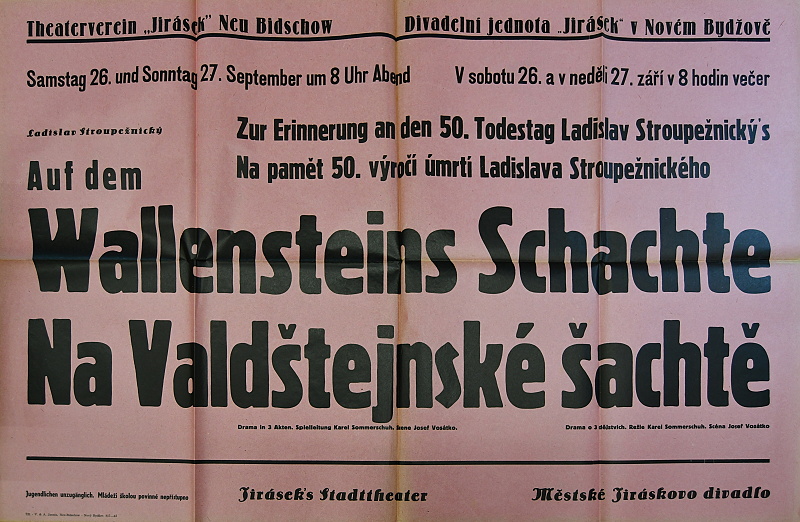 Theaterverein „Jirásek" Neu Bidschow
Divadelní jednota „Jirásek" v Novém Bydžově
Samstag 26. und Sonntag 27. September um 8 Uhr Abend
V sobotu 26. a v neděli 27. září v 8 hodin večer
Ladislav Stroupežnický
Zur Erinnerung an den 50. Todestag Ladislav Stroupežnický's
Na pamět 50. výročí úmrtí Ladislava Stroupežnického
Auf dem
Wallensteins Schachte
Na Valdštejnské šachtě
Drama in 3 Akten. Spielleitung Karel Sommerschuh. Szene Josef Vosátko.
Drama o 3 dějstvích. Režie Karel Sommerschuh. Scéna Josef Vosátko
Jugendlichen unzugänglich. Mládeži školou povinné nepřístupno
Jirásek's Stadttheater
Městské Jiráskovo divadlo